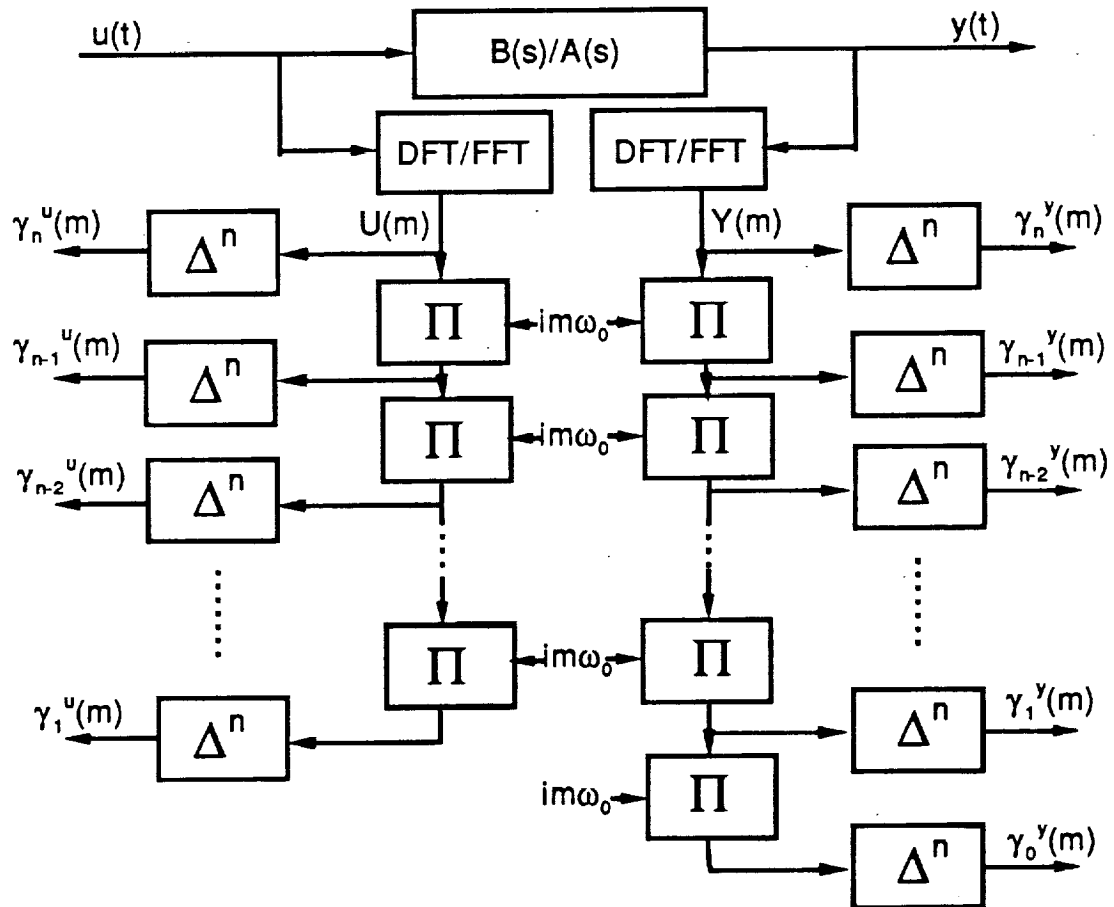 u(t) B(s)/A(s) y(t)
DFT/FFT DFT/FFT
γₙᵘ(m) Δⁿ U(m) Y(m) Δⁿ γₙʸ(m)
Π imω₀ Π
γₙ₋₁ᵘ(m) Δⁿ Δⁿ γₙ₋₁ʸ(m)
Π imω₀ Π
γₙ₋₂ᵘ(m) Δⁿ Δⁿ γₙ₋₂ʸ(m)
Π imω₀ Π
γ₁ᵘ(m) Δⁿ Δⁿ γ₁ʸ(m)
imω₀ Π
Δⁿ γ₀ʸ(m)